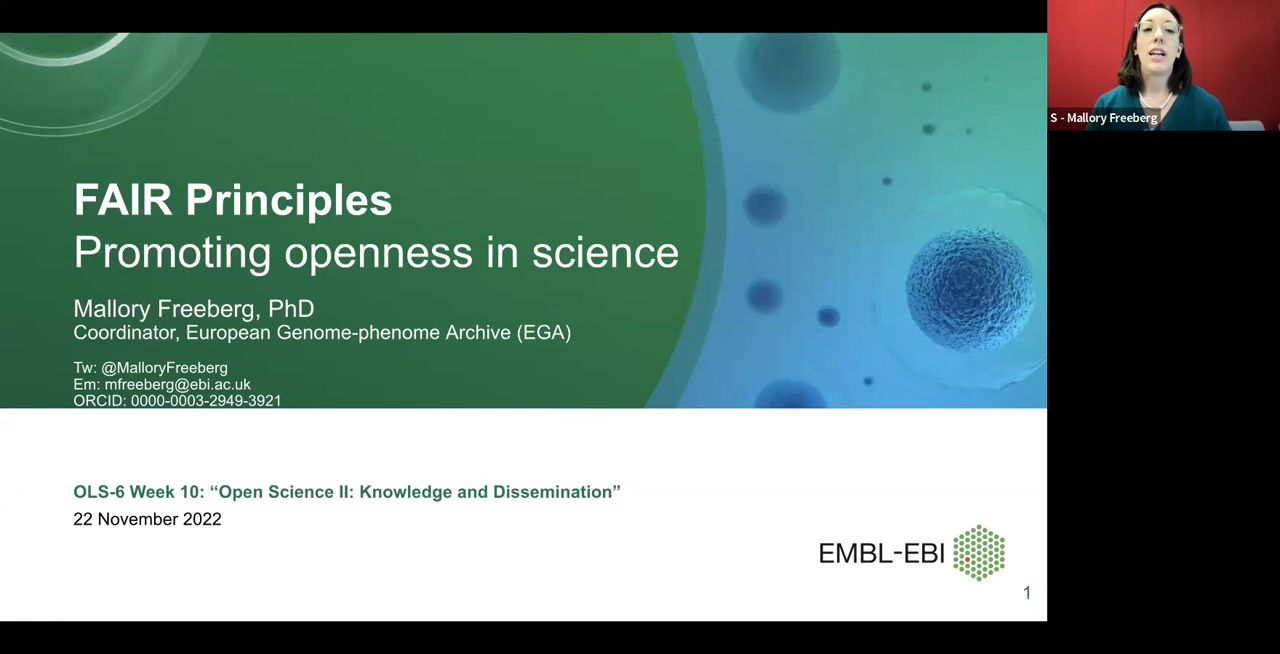 FAIR Principles
Promoting openness in science
Mallory Freeberg, PhD
Coordinator, European Genome-phenome Archive (EGA)
Tw: @MalloryFreeberg
Em: mfreeberg@ebi.ac.uk
ORCID: 0000-0003-2949-3921
OLS-6 Week 10: “Open Science II: Knowledge and Dissemination”
22 November 2022
EMBL-EBI
1
S - Mallory Freeberg